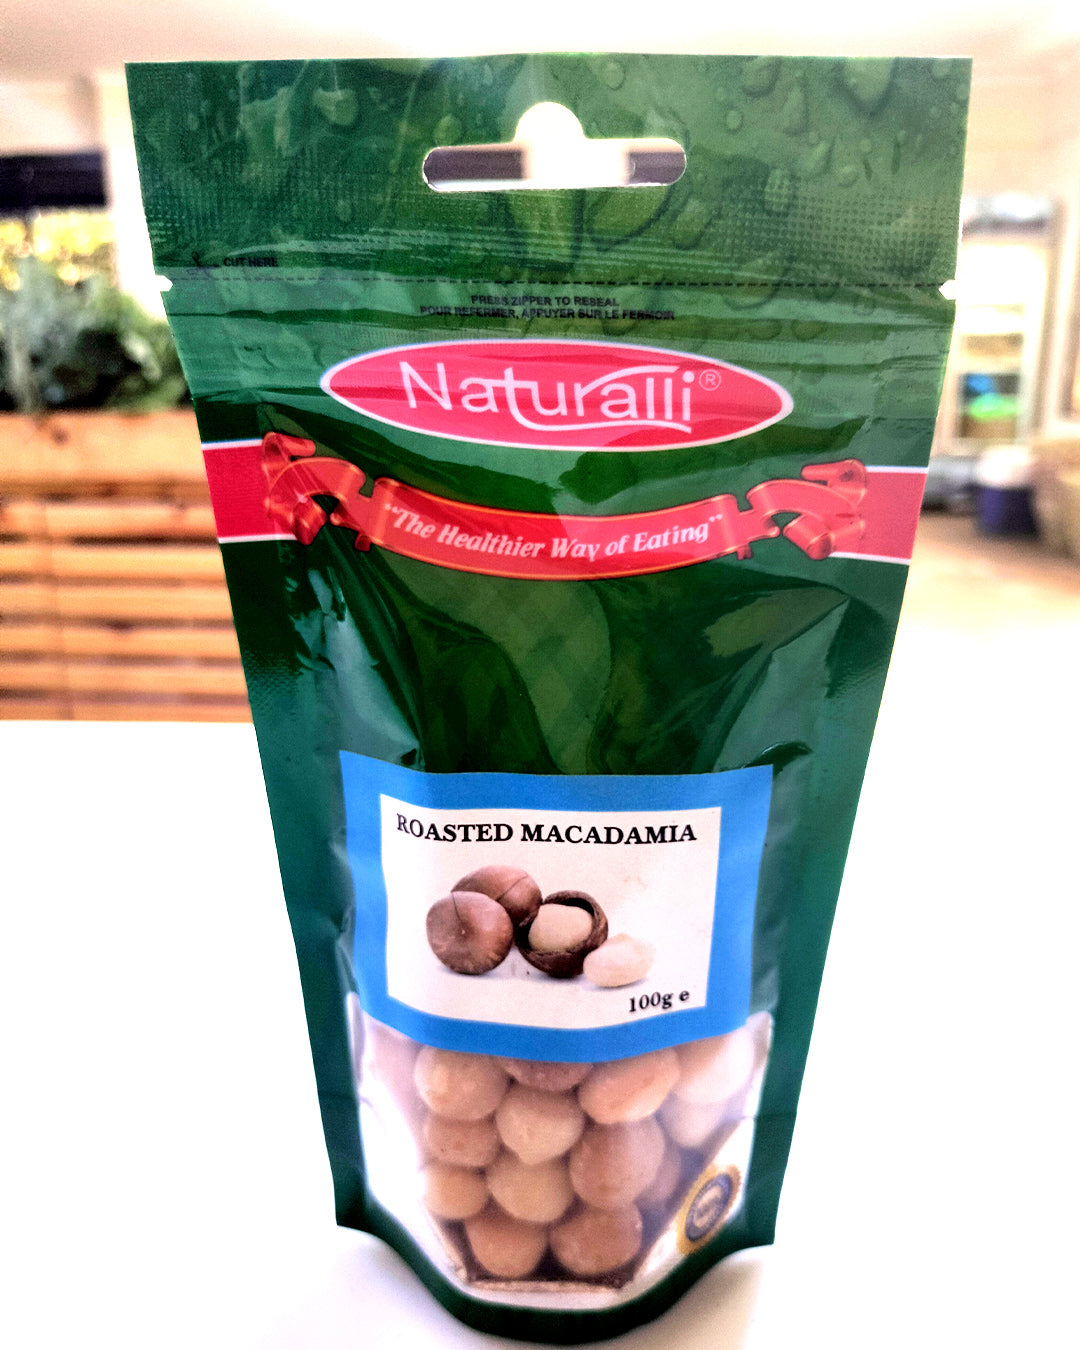 CUT HERE
PRESS ZIPPER TO RESEAL
POUR REFERMER, APPUYER SUR LE FERMOIR
Naturalli®
"The Healthier Way of Eating"
ROASTED MACADAMIA
100g e